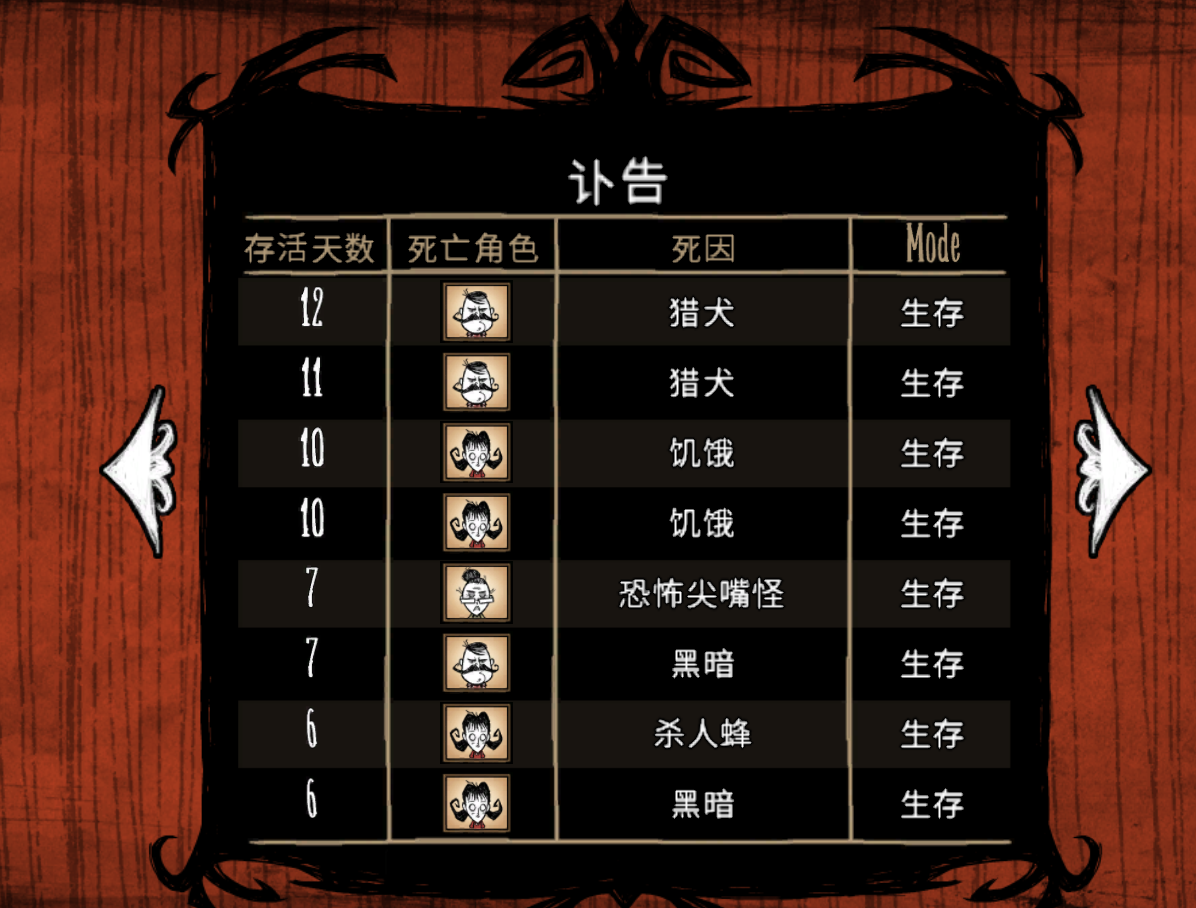 讣告
存活天数 死亡角色 死因 Mode
12 猎犬 生存
11 猎犬 生存
10 饥饿 生存
10 饥饿 生存
7 恐怖尖嘴怪 生存
7 黑暗 生存
6 杀人蜂 生存
6 黑暗 生存